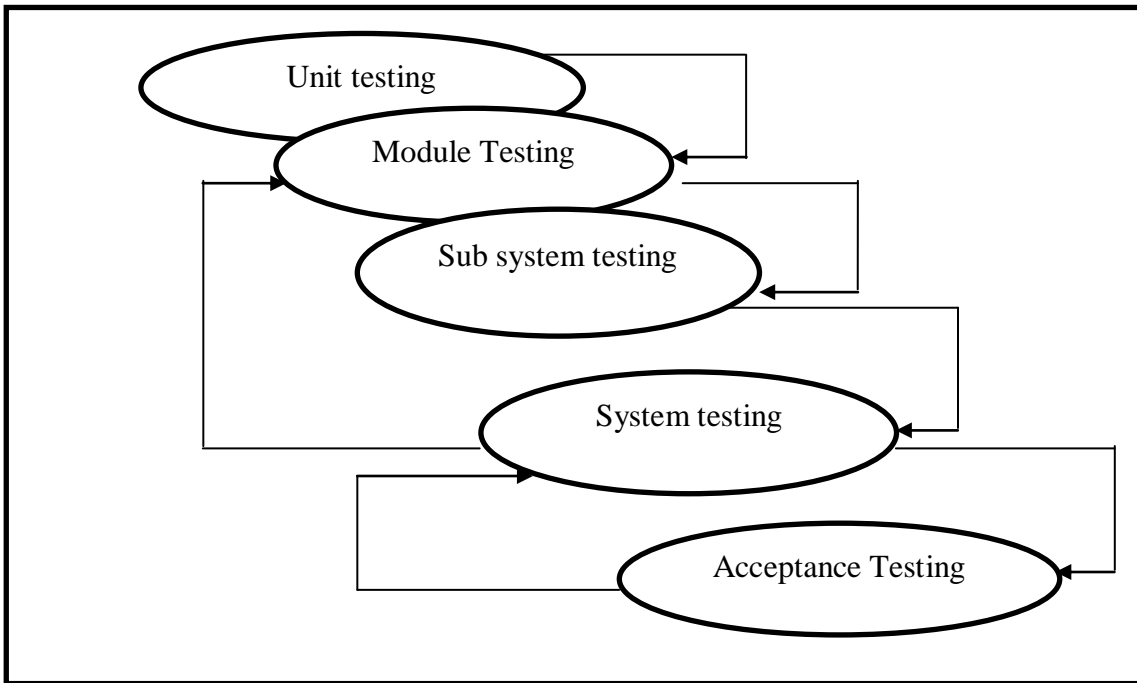 Unit testing
Module Testing
Sub system testing
System testing
Acceptance Testing